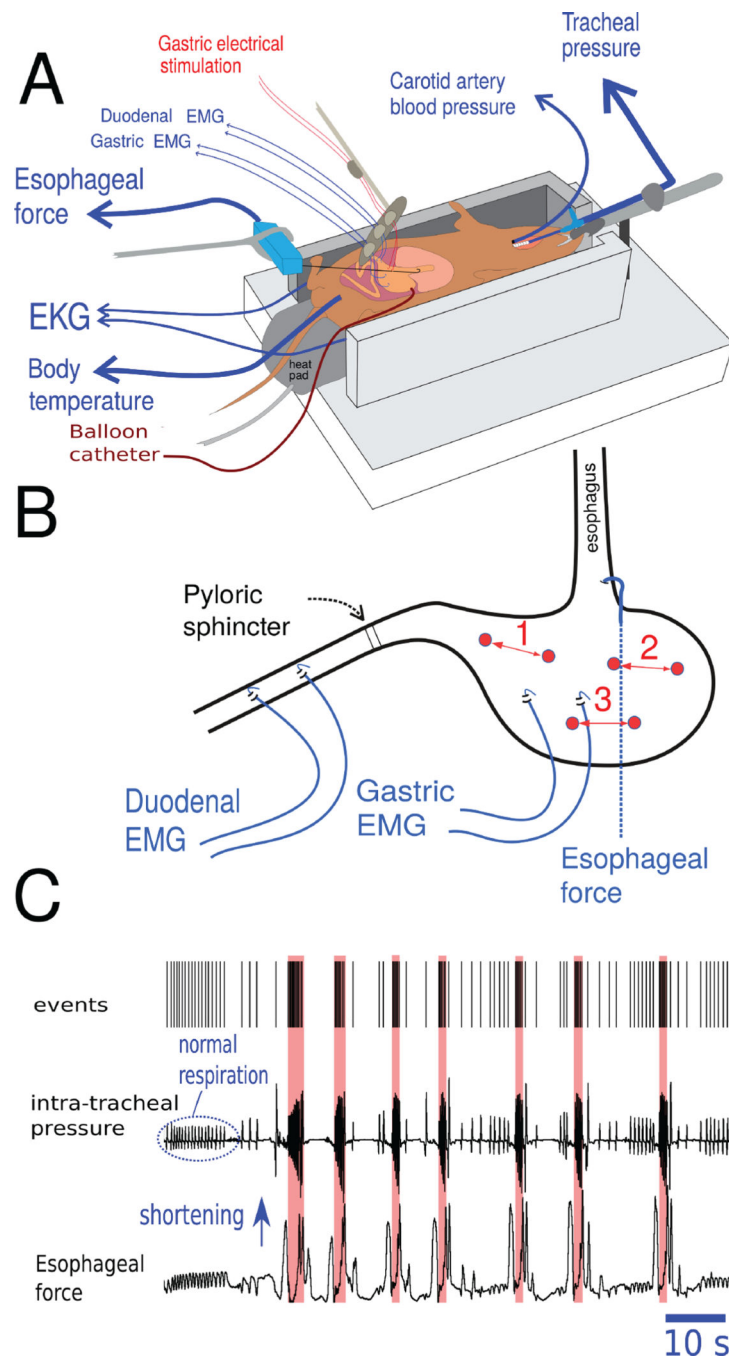 A
Gastric electrical
stimulation
Tracheal
pressure
Duodenal EMG
Gastric EMG
Carotid artery
blood pressure
Esophageal
force
EKG
Body
temperature
heat
pad
Balloon
catheter
B
esophagus
Pyloric
sphincter
1
2
3
Duodenal
EMG
Gastric
EMG
Esophageal
force
C
events
normal
respiration
intra-tracheal
pressure
shortening
Esophageal
force
10 s